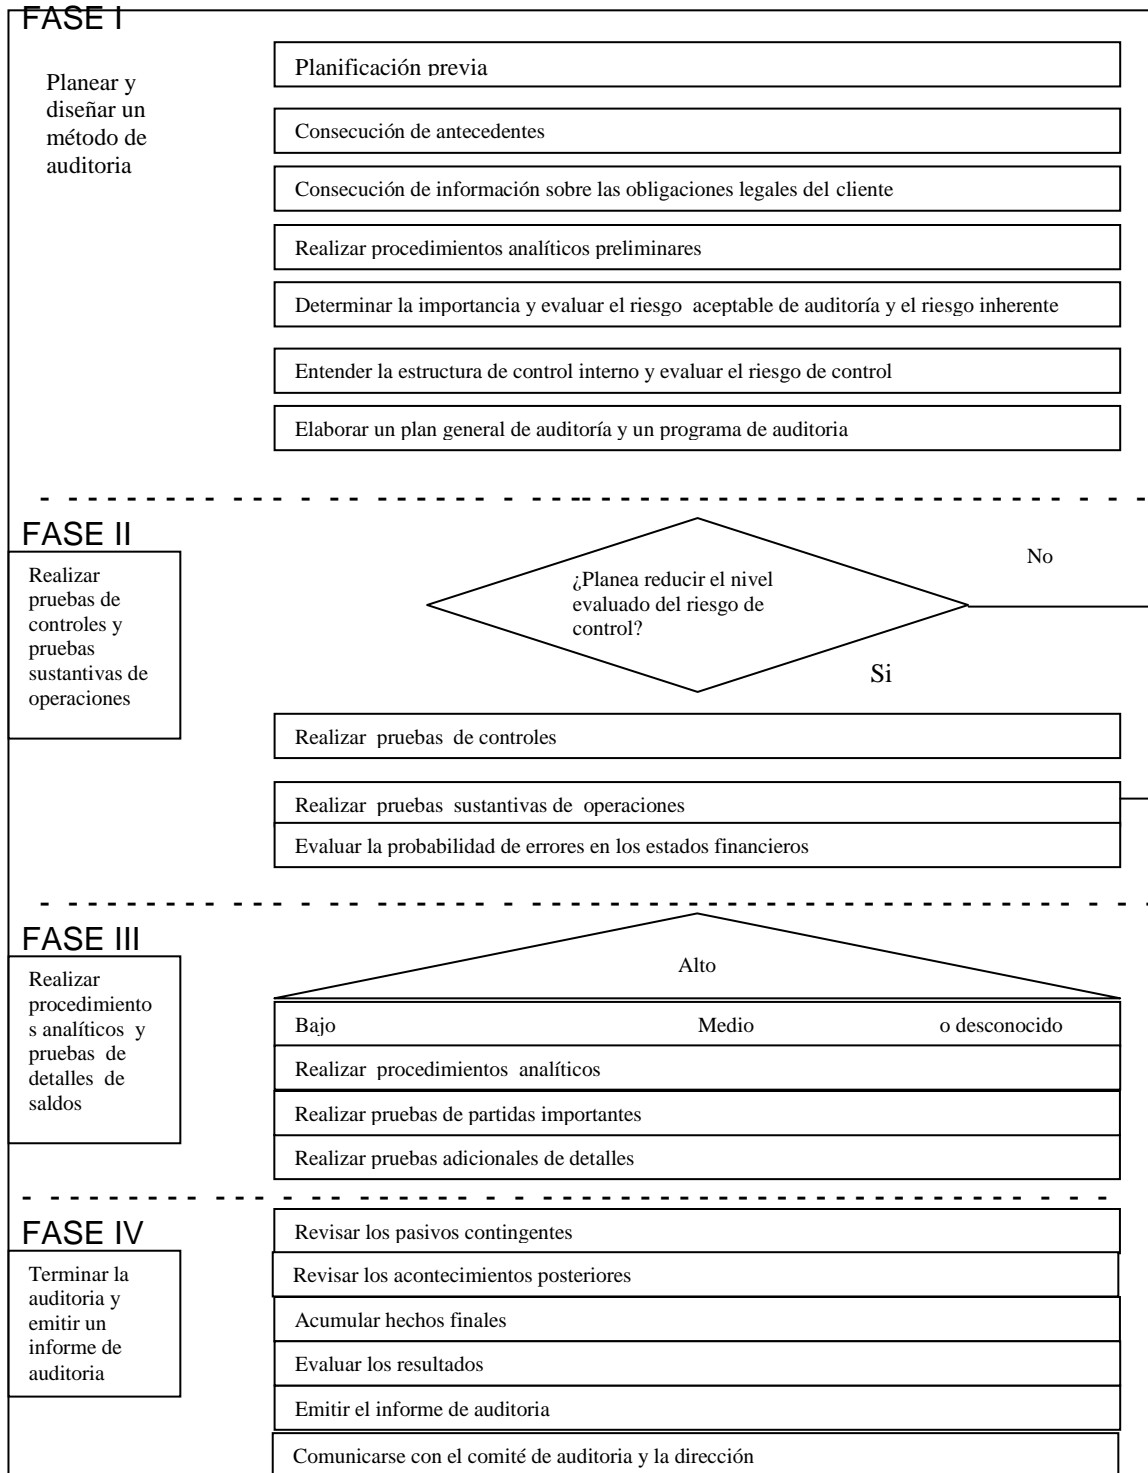 FASE I
Planear y
diseñar un
método de
auditoria
Planificación previa
Consecución de antecedentes
Consecución de información sobre las obligaciones legales del cliente
Realizar procedimientos analíticos preliminares
Determinar la importancia y evaluar el riesgo aceptable de auditoría y el riesgo inherente
Entender la estructura de control interno y evaluar el riesgo de control
Elaborar un plan general de auditoría y un programa de auditoria
FASE II
Realizar
pruebas de
controles y
pruebas
sustantivas de
operaciones
¿Planea reducir el nivel
evaluado del riesgo de
control?
No
Si
Realizar pruebas de controles
Realizar pruebas sustantivas de operaciones
Evaluar la probabilidad de errores en los estados financieros
FASE III
Realizar
procedimiento
s analíticos y
pruebas de
detalles de
saldos
Alto
Bajo Medio o desconocido
Realizar procedimientos analíticos
Realizar pruebas de partidas importantes
Realizar pruebas adicionales de detalles
FASE IV
Terminar la
auditoria y
emitir un
informe de
auditoria
Revisar los pasivos contingentes
Revisar los acontecimientos posteriores
Acumular hechos finales
Evaluar los resultados
Emitir el informe de auditoria
Comunicarse con el comité de auditoria y la dirección